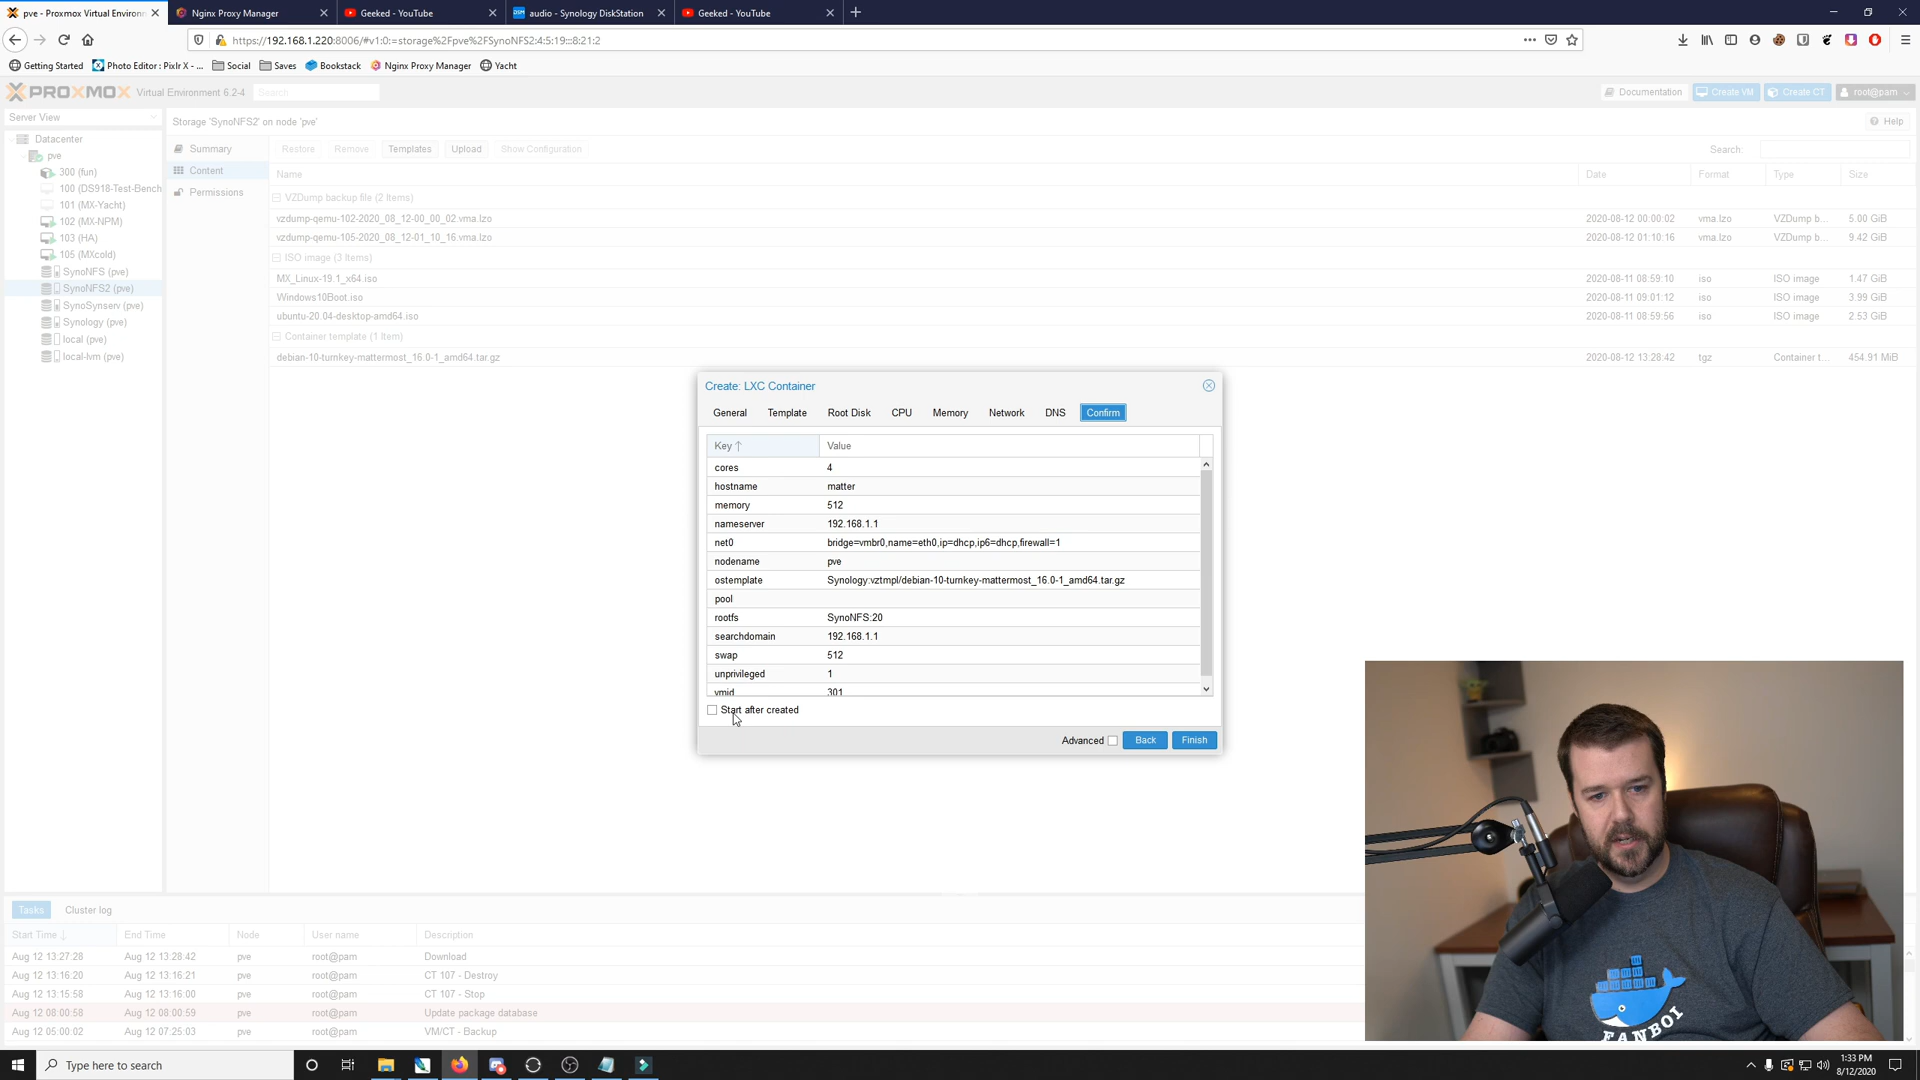 pve - Proxmox Virtual Environm
Nginx Proxy Manager
Geeked - YouTube
audio - Synology DiskStation
Geeked - YouTube
https://192.168.1.220:8006/#v1:0:=storage%2Fpve%2FSynoNFS2:4:5:19:::8:21:2
Getting Started
Photo Editor : Pixlr X - ...
Social
Saves
Bookstack
Nginx Proxy Manager
Yacht
PROXMOX Virtual Environment 6.2-4
Search
Documentation
Create VM
Create CT
root@pam
Server View
Storage 'SynoNFS2' on node 'pve'
Help
Datacenter
pve
300 (fun)
100 (DS918-Test-Bench
101 (MX-Yacht)
102 (MX-NPM)
103 (HA)
105 (MXcold)
SynoNFS (pve)
SynoNFS2 (pve)
SynoSynserv (pve)
Synology (pve)
local (pve)
local-lvm (pve)
Summary
Content
Permissions
Restore Remove Templates Upload Show Configuration
Search:
Name Date Format Type Size
VZDump backup file (2 Items)
vzdump-qemu-102-2020_08_12-00_00_02.vma.lzo 2020-08-12 00:00:02 vma.lzo VZDump b... 5.00 GiB
vzdump-qemu-105-2020_08_12-01_10_16.vma.lzo 2020-08-12 01:10:16 vma.lzo VZDump b... 9.42 GiB
ISO image (3 Items)
MX_Linux-19.1_x64.iso 2020-08-11 08:59:10 iso ISO image 1.47 GiB
Windows10Boot.iso 2020-08-11 09:01:12 iso ISO image 3.99 GiB
ubuntu-20.04-desktop-amd64.iso 2020-08-11 08:59:56 iso ISO image 2.53 GiB
Container template (1 Item)
debian-10-turnkey-mattermost_16.0-1_amd64.tar.gz 2020-08-12 13:28:42 tgz Container t... 454.91 MiB
Create: LXC Container
General Template Root Disk CPU Memory Network DNS Confirm
Key Value
cores 4
hostname matter
memory 512
nameserver 192.168.1.1
net0 bridge=vmbr0,name=eth0,ip=dhcp,ip6=dhcp,firewall=1
nodename pve
ostemplate Synology:vztmpl/debian-10-turnkey-mattermost_16.0-1_amd64.tar.gz
pool
rootfs SynoNFS:20
searchdomain 192.168.1.1
swap 512
unprivileged 1
vmid 301
Start after created
Advanced Back Finish
Tasks Cluster log
Start Time End Time Node User name Description
Aug 12 13:27:28 Aug 12 13:28:42 pve root@pam Download
Aug 12 13:16:20 Aug 12 13:16:21 pve root@pam CT 107 - Destroy
Aug 12 13:15:58 Aug 12 13:16:00 pve root@pam CT 107 - Stop
Aug 12 08:00:58 Aug 12 08:00:59 pve root@pam Update package database
Aug 12 05:00:02 Aug 12 07:25:03 pve root@pam VM/CT - Backup
FANBOI
Type here to search
1:33 PM
8/12/2020